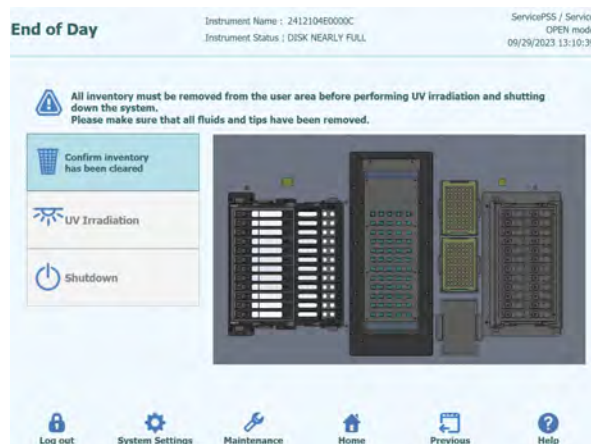 End of Day
Instrument Name : 2412104E0000C
Instrument Status : DISK NEARLY FULL
ServicePSS / Service
OPEN mode
09/29/2023 13:10:39
All inventory must be removed from the user area before performing UV irradiation and shutting
down the system.
Please make sure that all fluids and tips have been removed.
Confirm inventory
has been cleared
UV Irradiation
Shutdown
Log out
System Settings
Maintenance
Home
Previous
Help